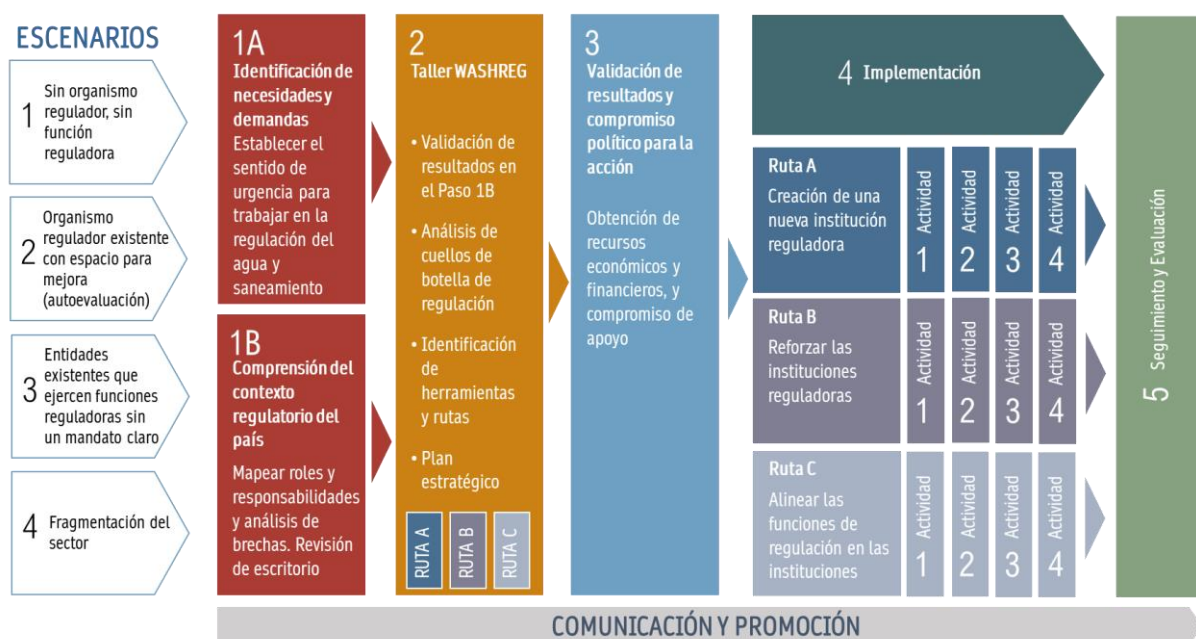 ESCENARIOS
1
Sin organismo
regulador, sin
función
reguladora
2
Organismo
regulador existente
con espacio para
mejora
(autoevaluación)
3
Entidades
existentes que
ejercen funciones
reguladoras sin
un mandato claro
4
Fragmentación del
sector
1A
Identificación de
necesidades y
demandas
Establecer el
sentido de
urgencia para
trabajar en la
regulación del
agua y
saneamiento
1B
Comprensión del
contexto
regulatorio del
país
Mapear roles y
responsabilidades
y análisis de
brechas. Revisión
de escritorio
2
Taller WASHREG
• Validación de
resultados en
el Paso 1B
• Análisis de
cuellos de
botella de
regulación
• Identificación
de
herramientas
y rutas
• Plan
estratégico
RUTA A
RUTA B
RUTA C
3
Validación de
resultados y
compromiso
político para la
acción
Obtención de
recursos
económicos y
financieros, y
compromiso de
apoyo
4 Implementación
Ruta A
Creación de una
nueva institución
reguladora
Actividad 1
Actividad 2
Actividad 3
Actividad 4
Ruta B
Reforzar las
instituciones
reguladoras
Actividad 1
Actividad 2
Actividad 3
Actividad 4
Ruta C
Alinear las
funciones de
regulación en las
instituciones
Actividad 1
Actividad 2
Actividad 3
Actividad 4
5 Seguimiento y Evaluación
COMUNICACIÓN Y PROMOCIÓN